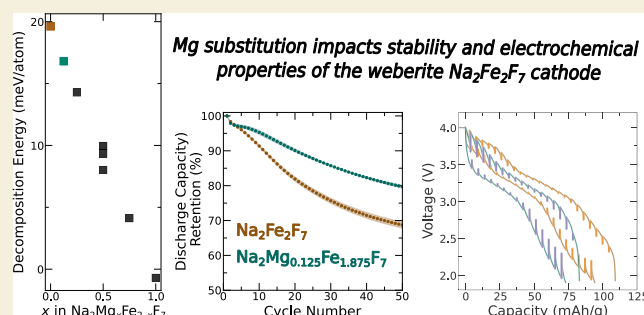 Mg substitution impacts stability and electrochemical
properties of the weberite Na₂Fe₂F₇ cathode
Decomposition Energy (meV/atom)
20
10
0
0.0 0.5 1.0
Discharge Capacity
Retention (%)
100
90
80
70
60
50
Na₂Fe₂F₇
Na₂Mg₀.₁₂₅Fe₁.₈₇₅F₇
10 20 30 40 50
Cycle Number
Voltage (V)
4.0
3.5
3.0
2.5
2.0
0 25 50 75 100 125
Capacity (mAh/g)